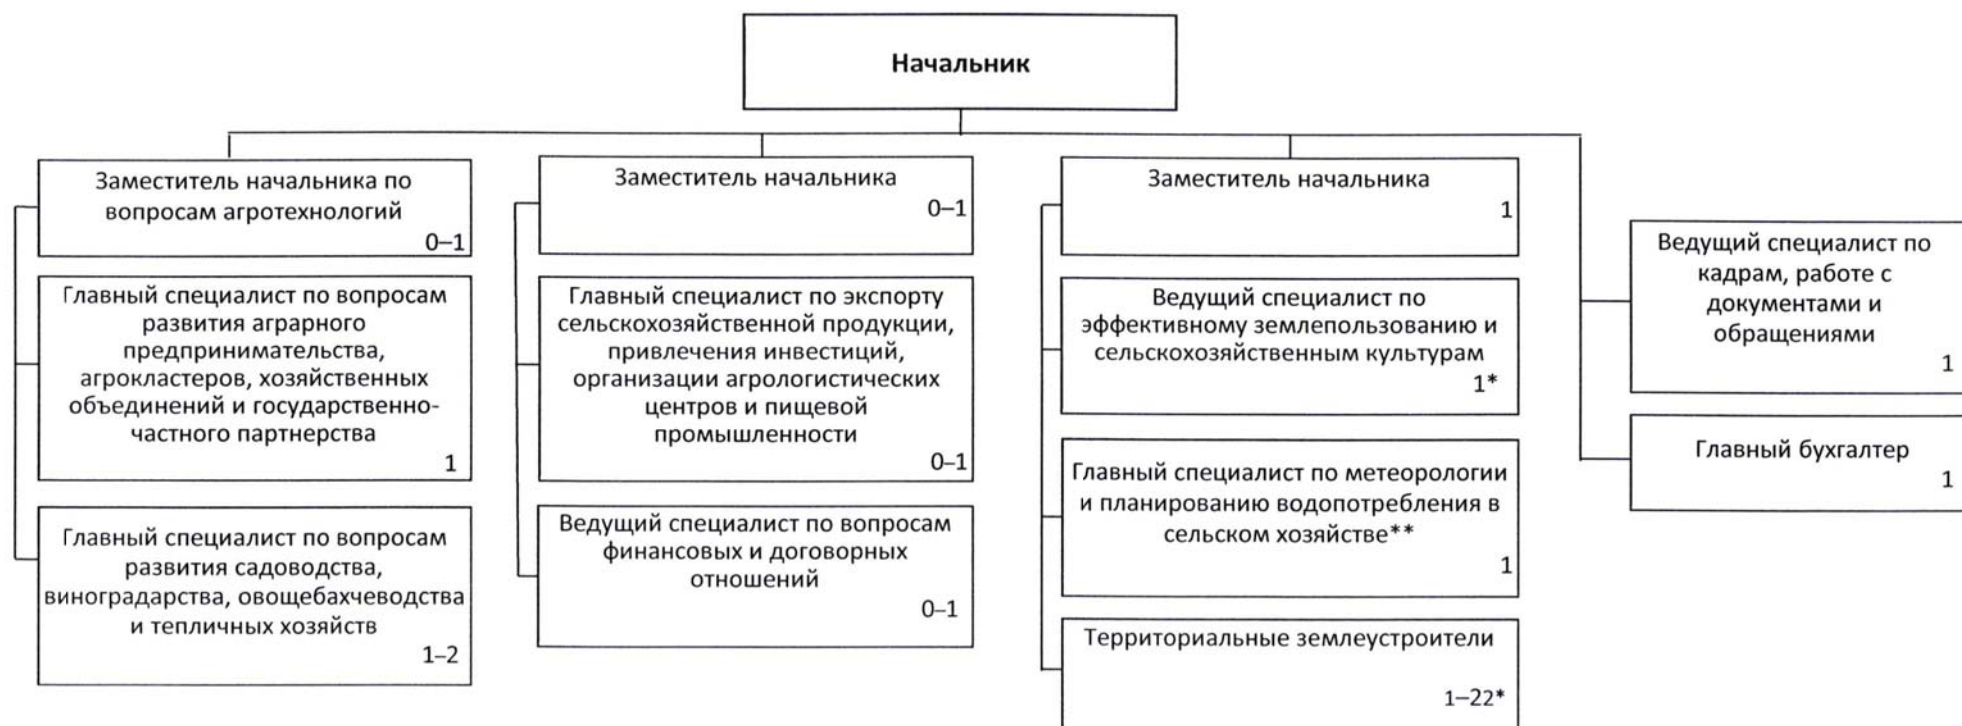 Начальник
Заместитель начальника по
вопросам агротехнологий
0–1
Главный специалист по вопросам
развития аграрного
предпринимательства,
агрокластеров, хозяйственных
объединений и государственно-
частного партнерства
1
Главный специалист по вопросам
развития садоводства,
виноградарства, овощебахчеводства
и тепличных хозяйств
1–2
Заместитель начальника
0–1
Главный специалист по экспорту
сельскохозяйственной продукции,
привлечения инвестиций,
организации агрологистических
центров и пищевой
промышленности
0–1
Ведущий специалист по вопросам
финансовых и договорных
отношений
0–1
Заместитель начальника
1
Ведущий специалист по
эффективному землепользованию и
сельскохозяйственным культурам
1*
Главный специалист по метеорологии
и планированию водопотребления в
сельском хозяйстве**
1
Территориальные землеустроители
1–22*
Ведущий специалист по
кадрам, работе с
документами и
обращениями
1
Главный бухгалтер
1